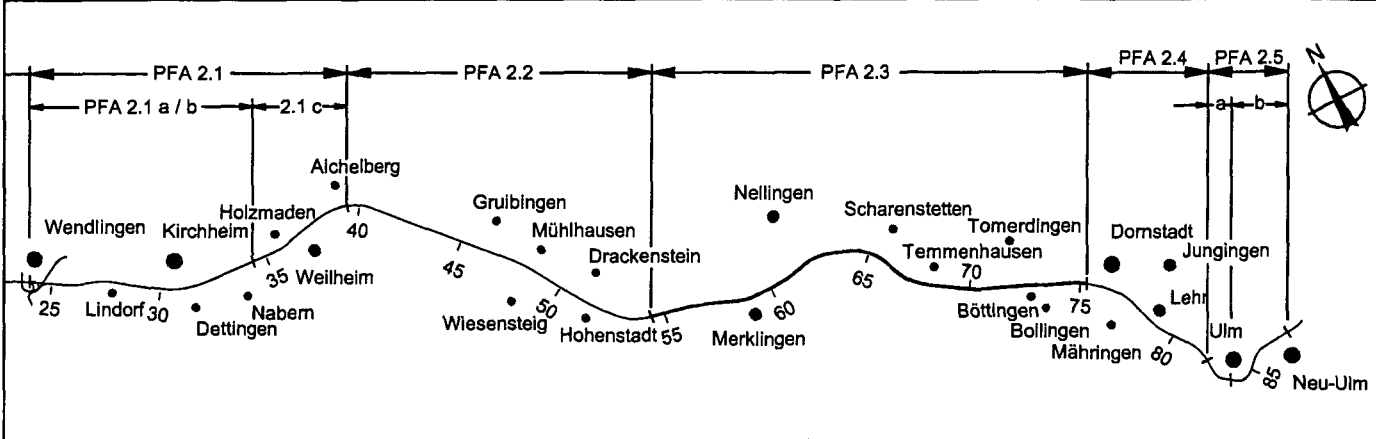 PFA 2.1
PFA 2.2
PFA 2.3
PFA 2.4
PFA 2.5
N
PFA 2.1 a / b
2.1 c
a
b
Aichelberg
Wendlingen
Kirchheim
Holzmaden
Weilheim
Lindorf
Dettingen
Nabern
Gruibingen
Mühlhausen
Drackenstein
Wiesensteig
Hohenstadt
Nellingen
Merklingen
Scharenstetten
Temmenhausen
Tomerdingen
Böttingen
Bollingen
Mähringen
Dornstadt
Jungingen
Lehr
Ulm
Neu-Ulm
25
30
35
40
45
50
55
60
65
70
75
80
85